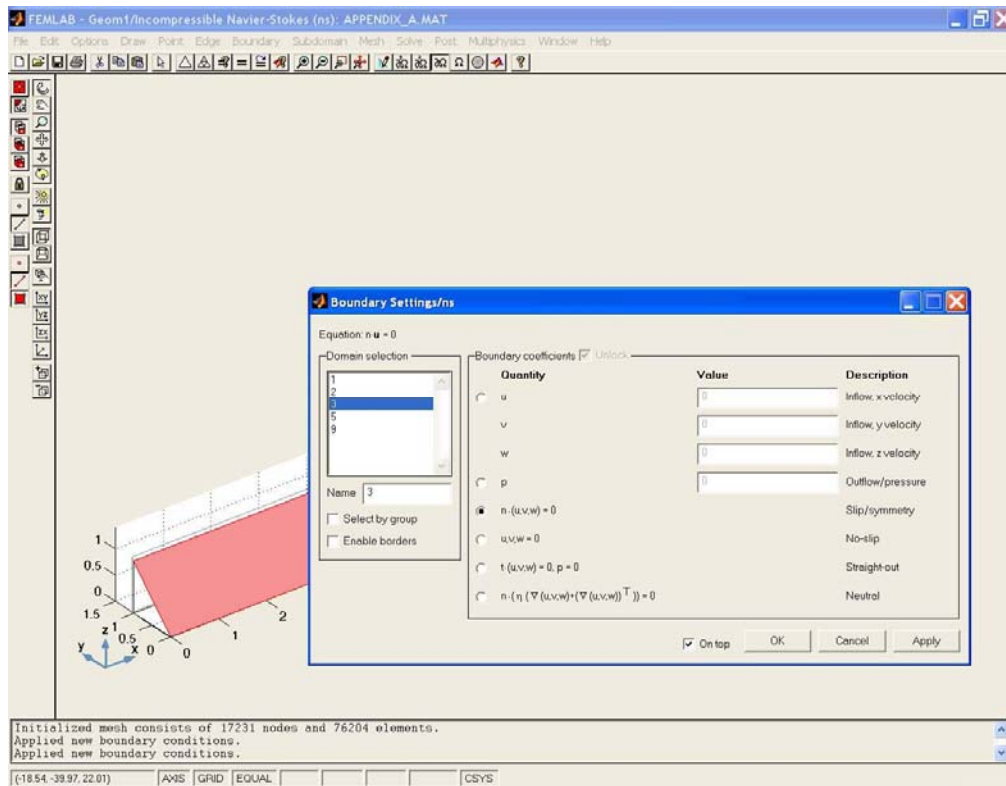 FEMLAB - Geom1/Incompressible Navier-Stokes (ns): APPENDIX_A.MAT
File Edit Options Draw Point Edge Boundary Subdomain Mesh Solve Post Multiphysics Window Help
Boundary Settings/ns
Equation: n·u = 0
Domain selection
1
2
3
5
9
Name 3
Select by group
Enable borders
Boundary coefficients Unlock
Quantity Value Description
u 0 Inflow, x velocity
v 0 Inflow, y velocity
w 0 Inflow, z velocity
p 0 Outflow/pressure
n·(u,v,w) = 0 Slip/symmetry
u,v,w = 0 No-slip
t·(u,v,w) = 0, p = 0 Straight-out
n·(η (∇ (u,v,w)+(∇ (u,v,w))ᵀ )) = 0 Neutral
On top OK Cancel Apply
1
0.5
0
1.5
1
0.5
0
0
1
2
z
y
x
Initialized mesh consists of 17231 nodes and 76204 elements.
Applied new boundary conditions.
Applied new boundary conditions.
(-18.54, -39.97, 22.01) AXIS GRID EQUAL CSYS